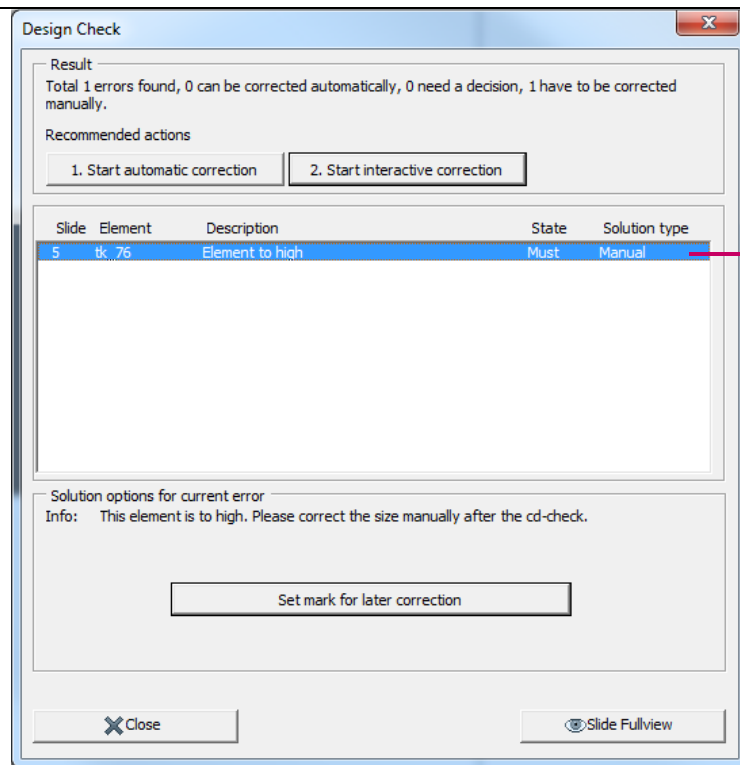 Design Check
Result
Total 1 errors found, 0 can be corrected automatically, 0 need a decision, 1 have to be corrected
manually.
Recommended actions
1. Start automatic correction 2. Start interactive correction
Slide Element Description State Solution type
5 tk_76 Element to high Must Manual
Solution options for current error
Info: This element is to high. Please correct the size manually after the cd-check.
Set mark for later correction
Close Slide Fullview